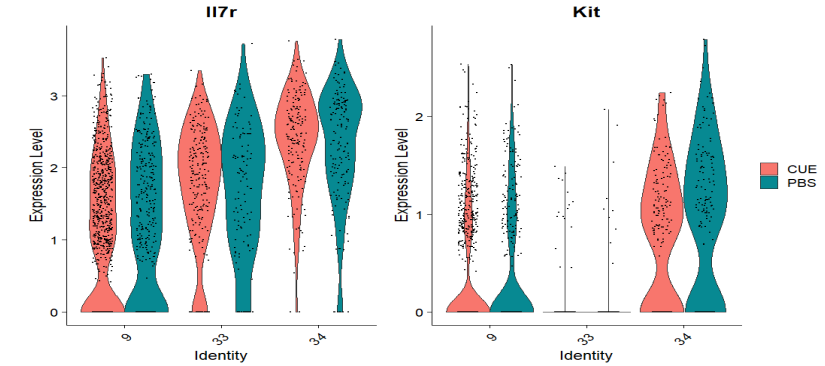 Il7r
Expression Level
3
2
1
0
9
33
34
Identity
Kit
Expression Level
2
1
0
9
33
34
Identity
CUE
PBS